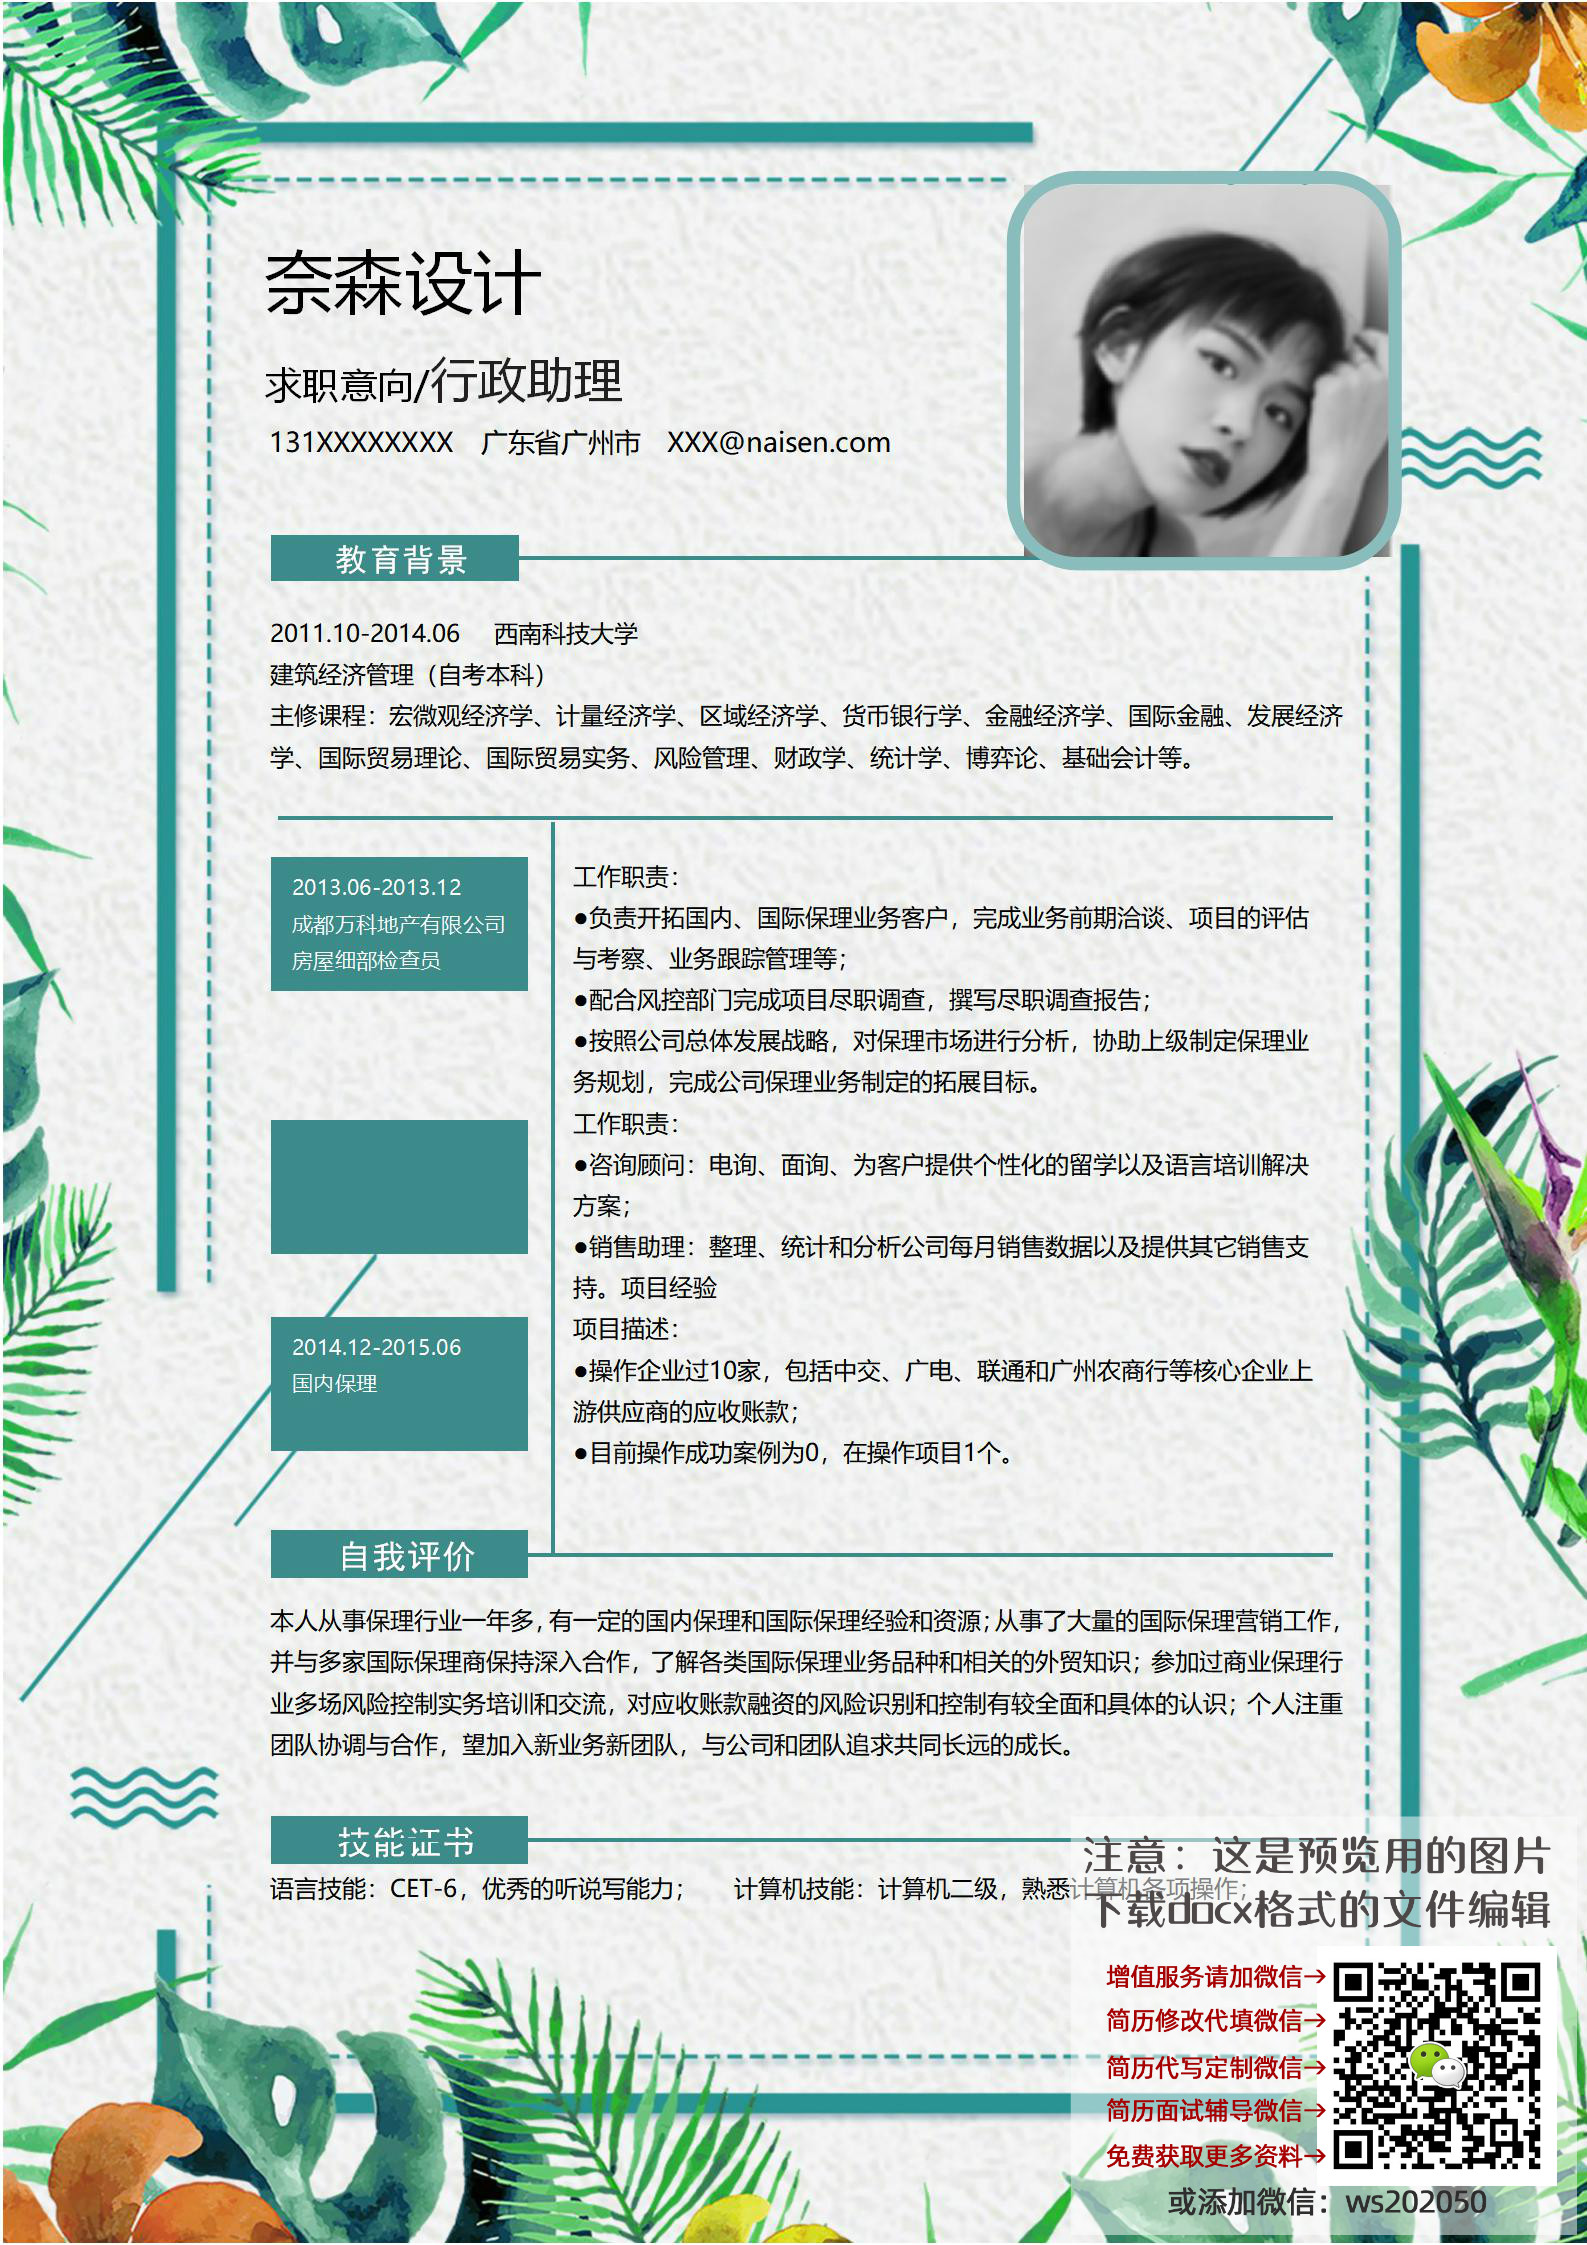 奈森设计
求职意向/行政助理
131XXXXXXXX 广东省广州市 XXX@naisen.com
教育背景
2011.10-2014.06 西南科技大学
建筑经济管理（自考本科）
主修课程：宏微观经济学、计量经济学、区域经济学、货币银行学、金融经济学、国际金融、发展经济
学、国际贸易理论、国际贸易实务、风险管理、财政学、统计学、博弈论、基础会计等。
2013.06-2013.12
成都万科地产有限公司
房屋细部检查员
工作职责：
●负责开拓国内、国际保理业务客户，完成业务前期洽谈、项目的评估
与考察、业务跟踪管理等；
●配合风控部门完成项目尽职调查，撰写尽职调查报告；
●按照公司总体发展战略，对保理市场进行分析，协助上级制定保理业
务规划，完成公司保理业务制定的拓展目标。
工作职责：
●咨询顾问：电询、面询、为客户提供个性化的留学以及语言培训解决
方案；
●销售助理：整理、统计和分析公司每月销售数据以及提供其它销售支
持。项目经验
2014.12-2015.06
国内保理
项目描述：
●操作企业过10家，包括中交、广电、联通和广州农商行等核心企业上
游供应商的应收账款；
●目前操作成功案例为0，在操作项目1个。
自我评价
本人从事保理行业一年多，有一定的国内保理和国际保理经验和资源；从事了大量的国际保理营销工作，
并与多家国际保理商保持深入合作，了解各类国际保理业务品种和相关的外贸知识；参加过商业保理行
业多场风险控制实务培训和交流，对应收账款融资的风险识别和控制有较全面和具体的认识；个人注重
团队协调与合作，望加入新业务新团队，与公司和团队追求共同长远的成长。
技能证书
语言技能：CET-6，优秀的听说写能力； 计算机技能：计算机二级，熟悉计算机各项操作；
注意：这是预览用的图片
下载docx格式的文件编辑
增值服务请加微信→
简历修改代填微信→
简历代写定制微信→
简历面试辅导微信→
免费获取更多资料→
或添加微信：ws202050